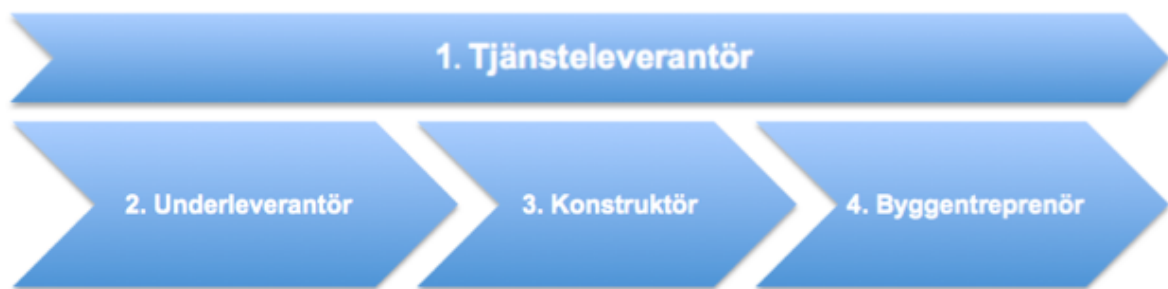 1. Tjänsteleverantör
2. Underleverantör
3. Konstruktör
4. Byggentreprenör